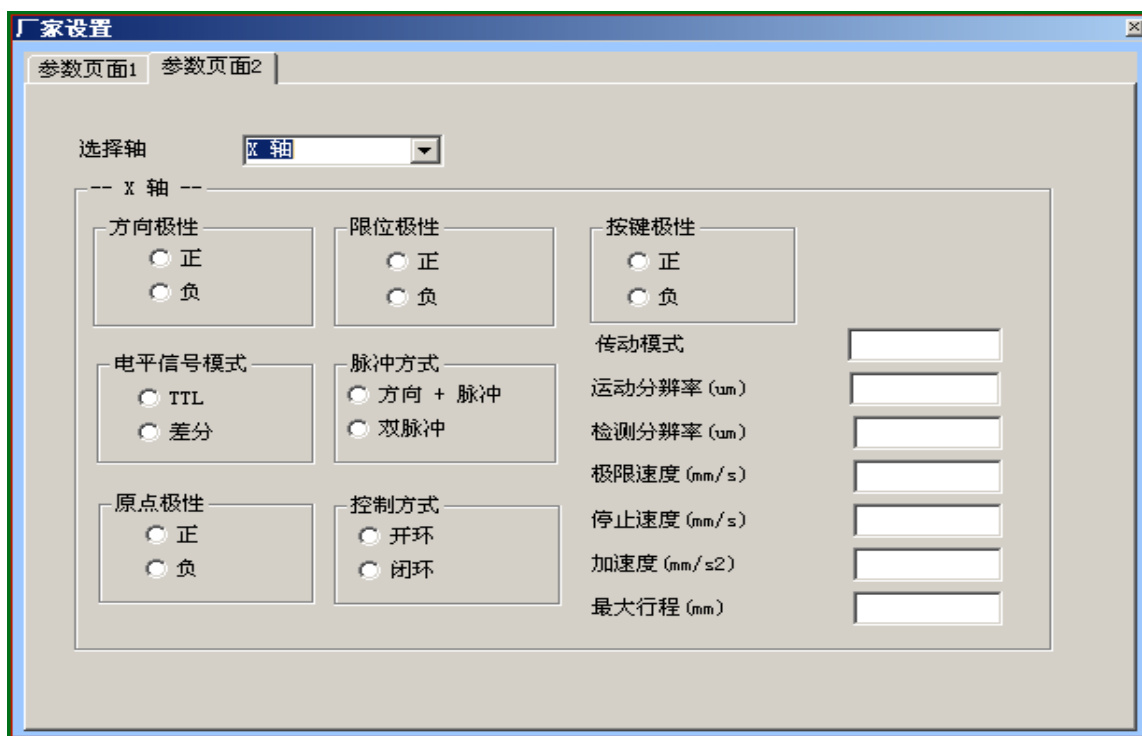 厂家设置
参数页面1 参数页面2
选择轴 X 轴
-- X 轴 --
方向极性
正
负
限位极性
正
负
按键极性
正
负
电平信号模式
TTL
差分
脉冲方式
方向 + 脉冲
双脉冲
原点极性
正
负
控制方式
开环
闭环
传动模式
运动分辨率(um)
检测分辨率(um)
极限速度(mm/s)
停止速度(mm/s)
加速度(mm/s2)
最大行程(mm)